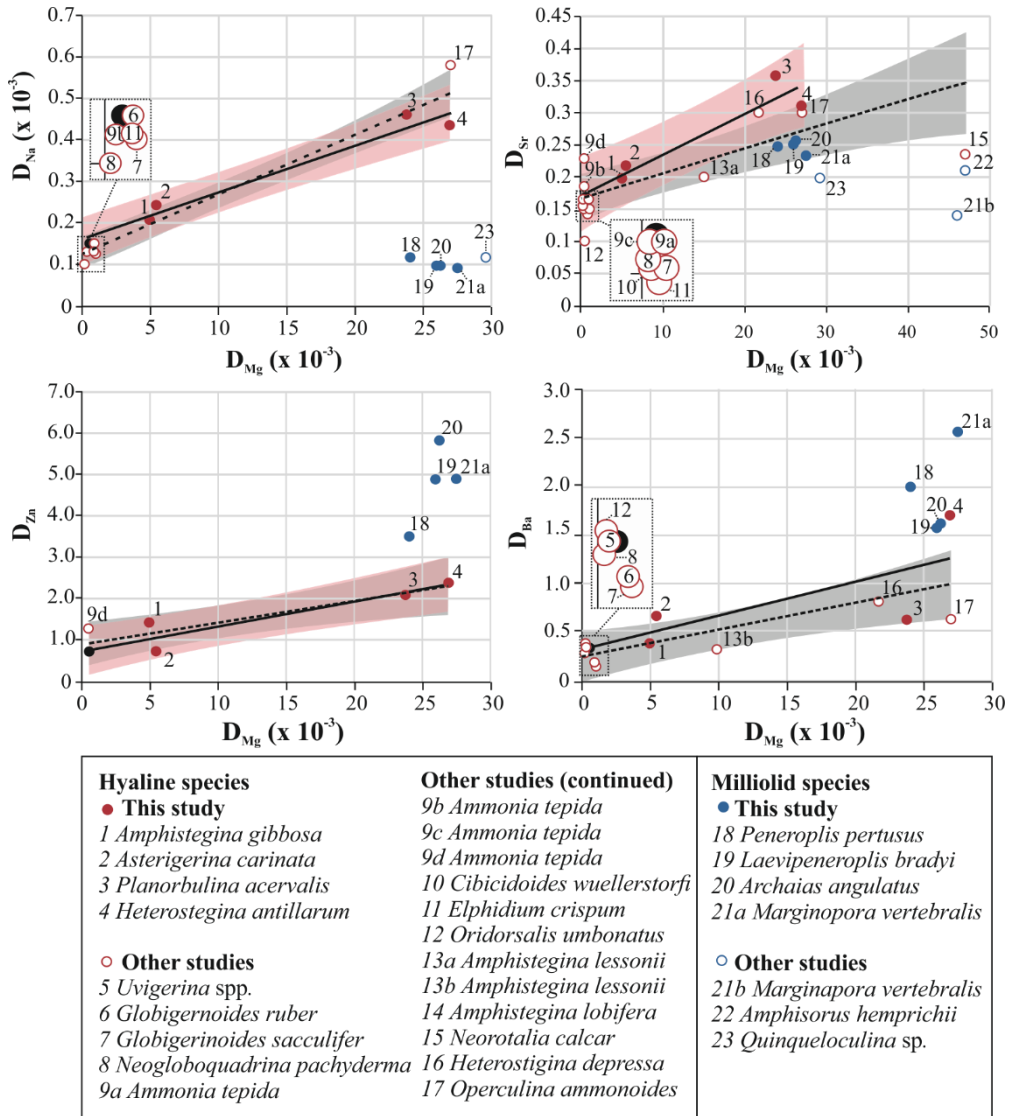 0.7
0.6
0.5
0.4
0.3
0.2
0.1
0
D_Na (x 10⁻³)
0 5 10 15 20 25 30
D_Mg (x 10⁻³)
17
3
4
2
1
9b
6
11
7
8
18
20
19
21a
23
0.45
0.40
0.35
0.30
0.25
0.20
0.15
0.10
0.05
0
D_Sr
0 10 20 30 40 50
D_Mg (x 10⁻³)
3
4
16
17
9d
2
1
9b
13a
18
20
19
21a
23
15
22
21b
12
9c
9a
8
7
10
11
7.0
6.0
5.0
4.0
3.0
2.0
1.0
0
D_Zn
0 5 10 15 20 25 30
D_Mg (x 10⁻³)
20
19
21a
18
4
3
9d
1
2
3.0
2.5
2.0
1.5
1.0
0.5
0
D_Ba
0 5 10 15 20 25 30
D_Mg (x 10⁻³)
21a
18
20
4
19
12
5
8
6
7
2
16
1
13b
3
17
Hyaline species
This study
1 Amphistegina gibbosa
2 Asterigerina carinata
3 Planorbulina acervalis
4 Heterostegina antillarum
Other studies
5 Uvigerina spp.
6 Globigernoides ruber
7 Globigerinoides sacculifer
8 Neogloboquadrina pachyderma
9a Ammonia tepida
Other studies (continued)
9b Ammonia tepida
9c Ammonia tepida
9d Ammonia tepida
10 Cibicidoides wuellerstorfi
11 Elphidium crispum
12 Oridorsalis umbonatus
13a Amphistegina lessonii
13b Amphistegina lessonii
14 Amphistegina lobifera
15 Neorotalia calcar
16 Heterostigina depressa
17 Operculina ammonoides
Milliolid species
This study
18 Peneroplis pertusus
19 Laevipeneroplis bradyi
20 Archaias angulatus
21a Marginopora vertebralis
Other studies
21b Marginapora vertebralis
22 Amphisorus hemprichii
23 Quinqueloculina sp.